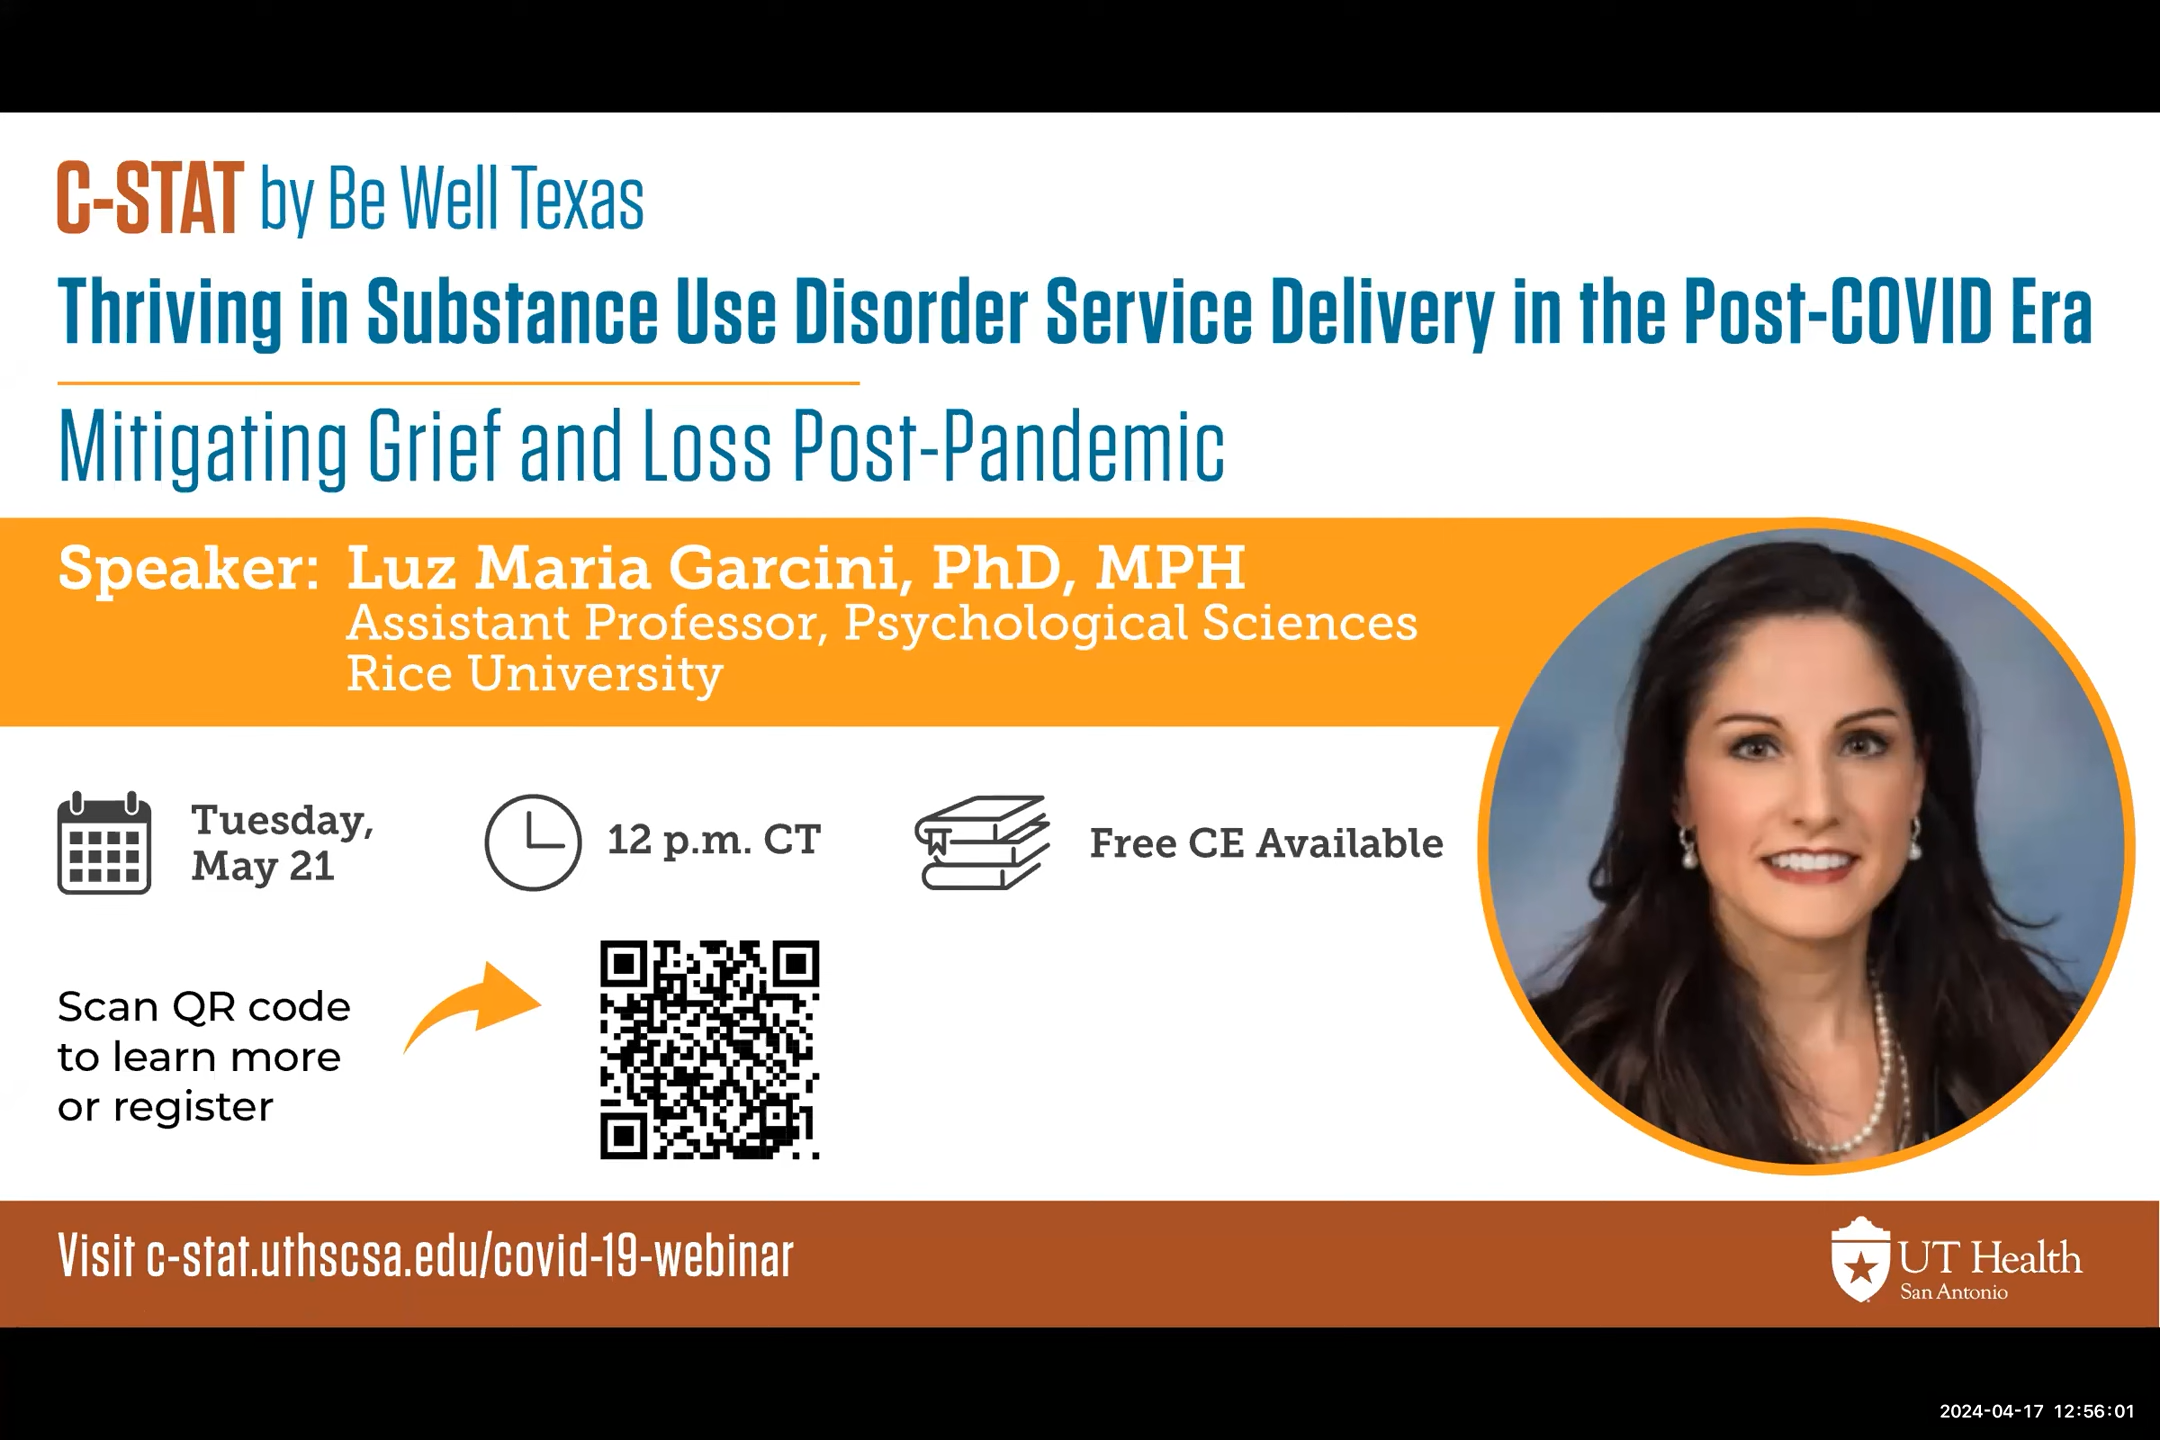 C-STAT by Be Well Texas
Thriving in Substance Use Disorder Service Delivery in the Post-COVID Era
Mitigating Grief and Loss Post-Pandemic
Speaker: Luz Maria Garcini, PhD, MPH
Assistant Professor, Psychological Sciences
Rice University
Tuesday,
May 21
12 p.m. CT
Free CE Available
Scan QR code
to learn more
or register
Visit c-stat.uthscsa.edu/covid-19-webinar
UT Health
San Antonio
2024-04-17 12:56:01